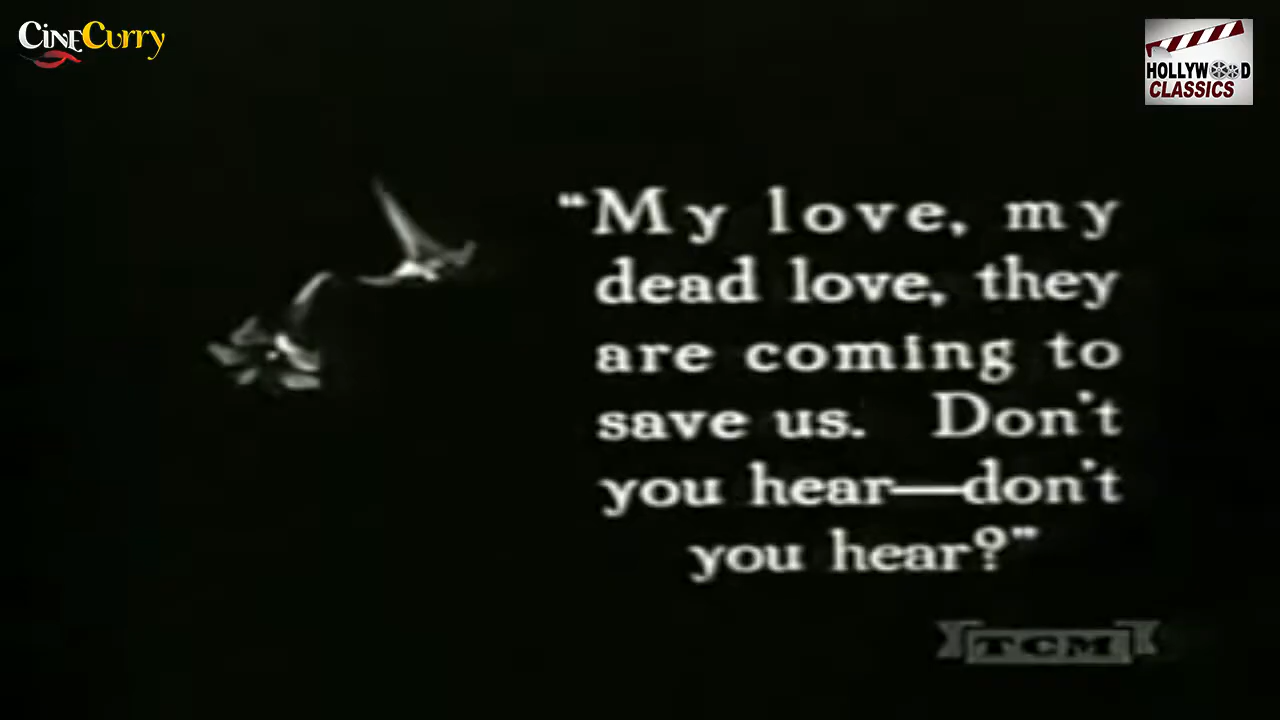 CINECURRY
HOLLYWOOD
CLASSICS
“My love, my
dead love, they
are coming to
save us. Don't
you hear—don't
you hear?”
TCM